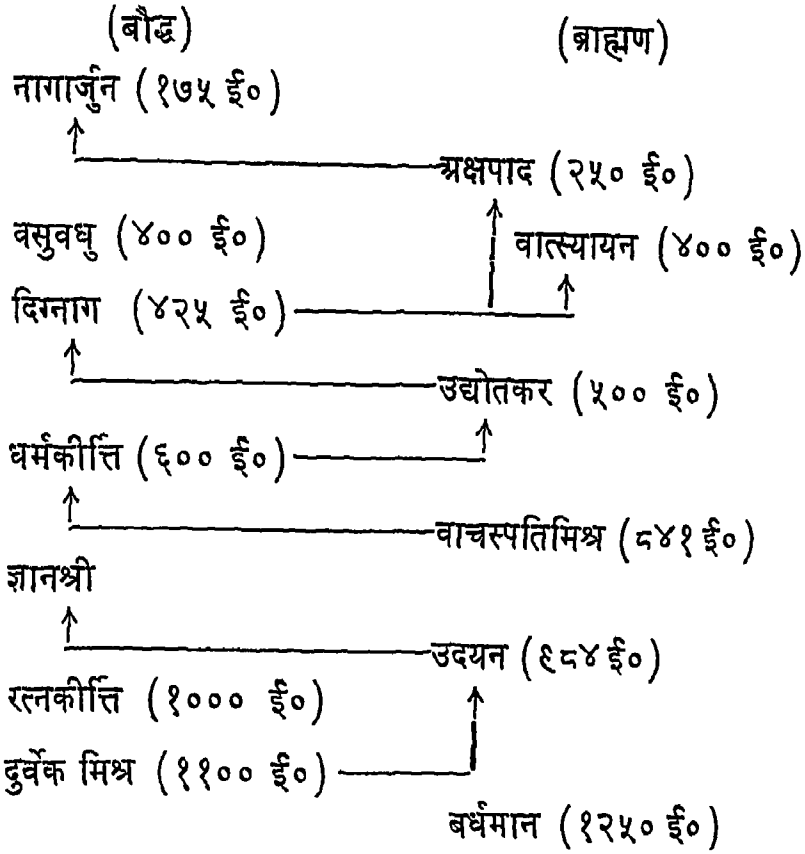 (बौद्ध) (ब्राह्मण)
नागार्जुन (१७५ ई०)
अक्षपाद (२५० ई०)
वसुवधु (४०० ई०) वात्स्यायन (४०० ई०)
दिग्नाग (४२५ ई०)
उद्योतकर (५०० ई०)
धर्मकीर्त्ति (६०० ई०)
वाचस्पतिमिश्र (८४१ ई०)
ज्ञानश्री
उदयन (९८४ ई०)
रत्नकीर्त्ति (१००० ई०)
दुर्वेक मिश्र (११०० ई०)
बर्धमान (१२५० ई०)